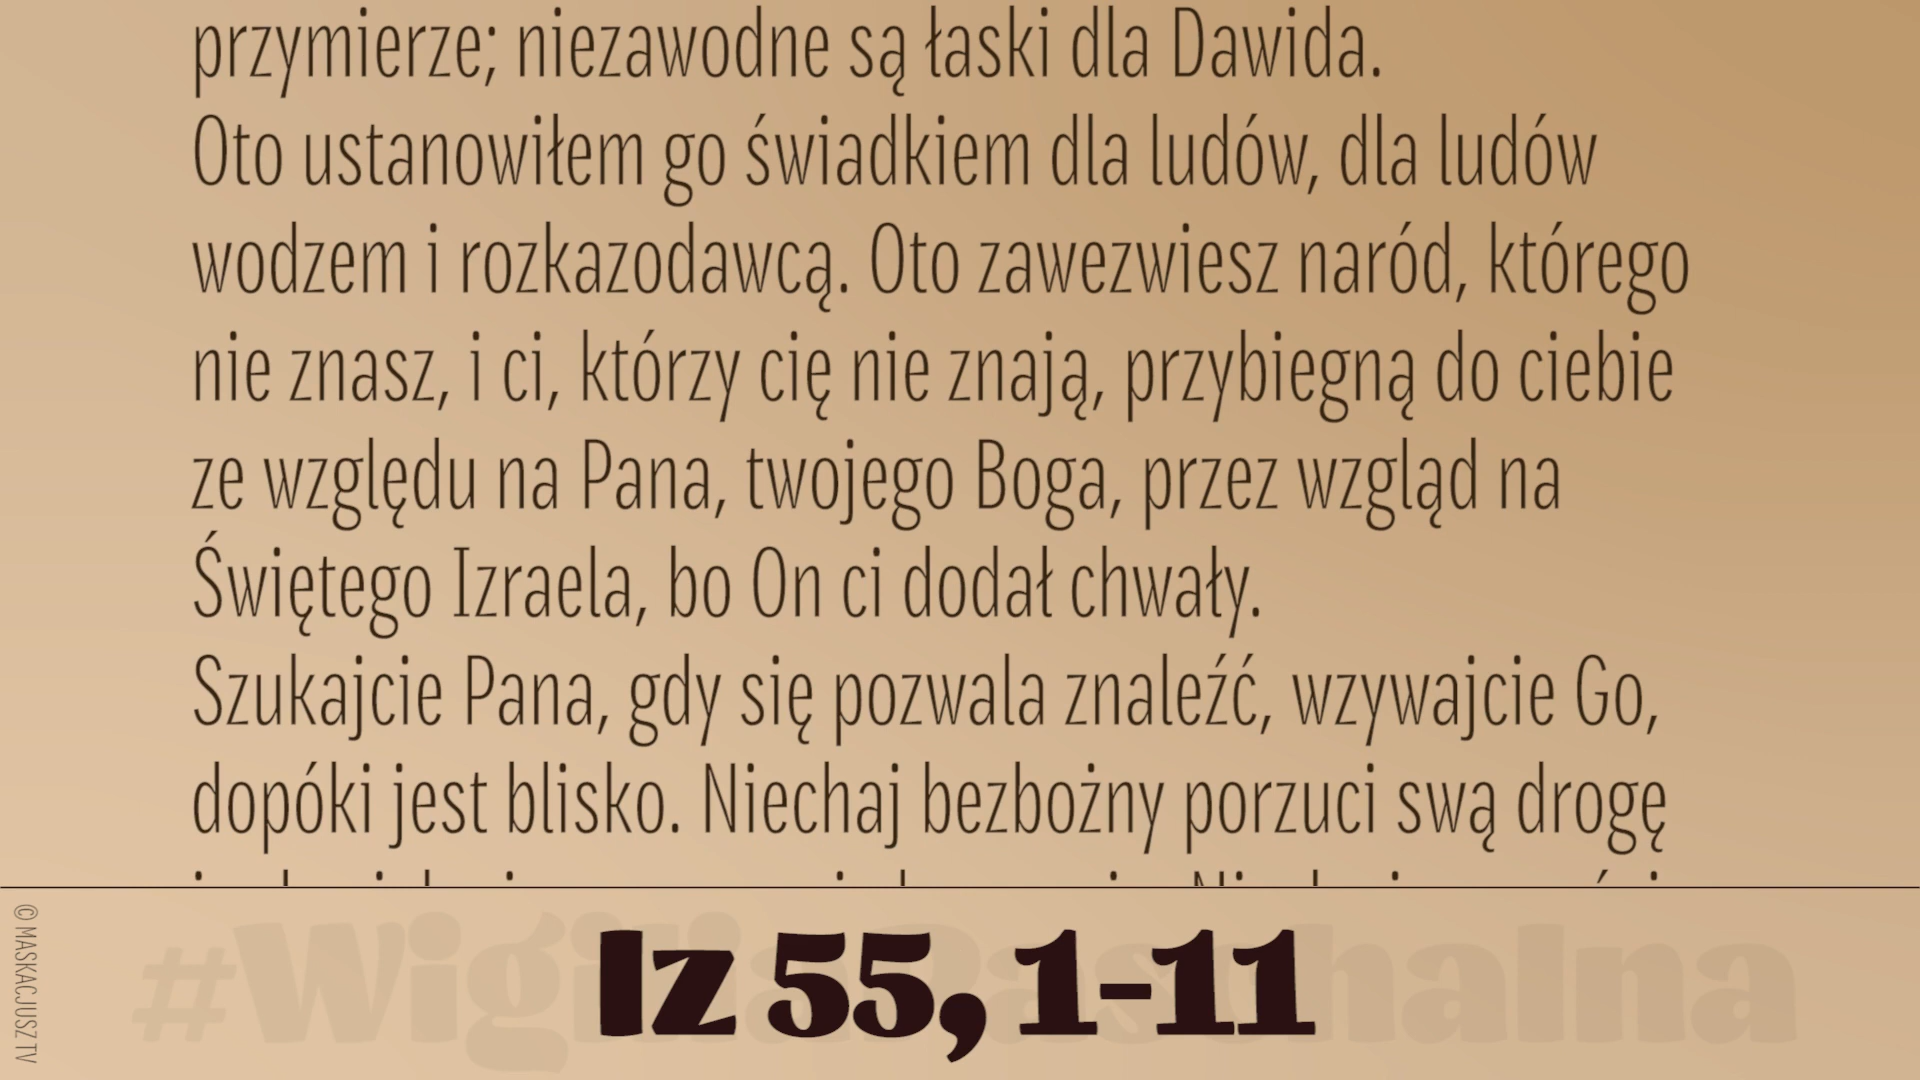 przymierze; niezawodne są łaski dla Dawida.
Oto ustanowiłem go świadkiem dla ludów, dla ludów
wodzem i rozkazodawcą. Oto zawezwiesz naród, którego
nie znasz, i ci, którzy cię nie znają, przybiegną do ciebie
ze względu na Pana, twojego Boga, przez wzgląd na
Świętego Izraela, bo On ci dodał chwały.
Szukajcie Pana, gdy się pozwala znaleźć, wzywajcie Go,
dopóki jest blisko. Niechaj bezbożny porzuci swą drogę
#WigiliaPaschalna
Iz 55, 1-11
© MASKACJUSZ TV